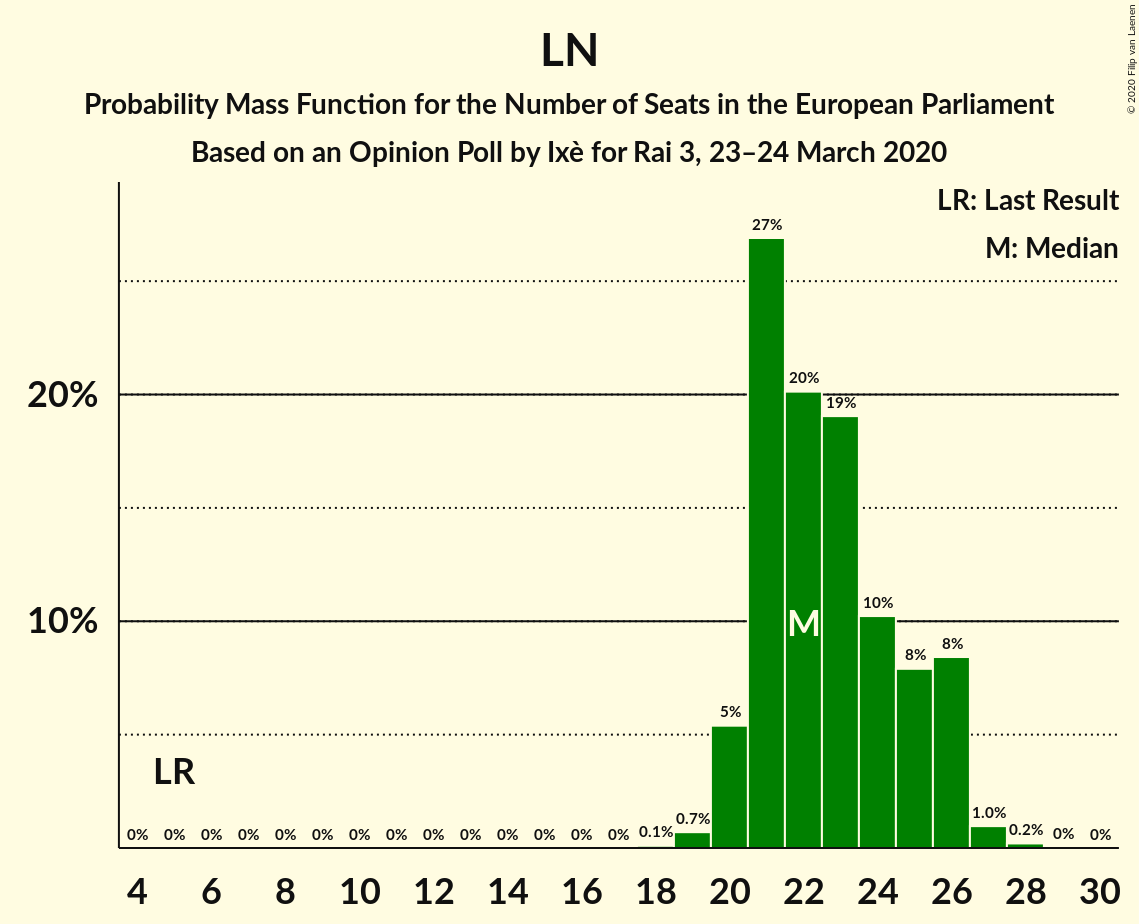 LN
Probability Mass Function for the Number of Seats in the European Parliament
Based on an Opinion Poll by Ixè for Rai 3, 23–24 March 2020
© 2020 Filip van Laenen
LR: Last Result
M: Median
27%
20%
20%
19%
10%
10%
8%
8%
5%
M
LR
0% 0% 0% 0% 0% 0% 0% 0% 0% 0% 0% 0% 0% 0% 0.1% 0.7% 1.0% 0.2% 0% 0%
4 6 8 10 12 14 16 18 20 22 24 26 28 30